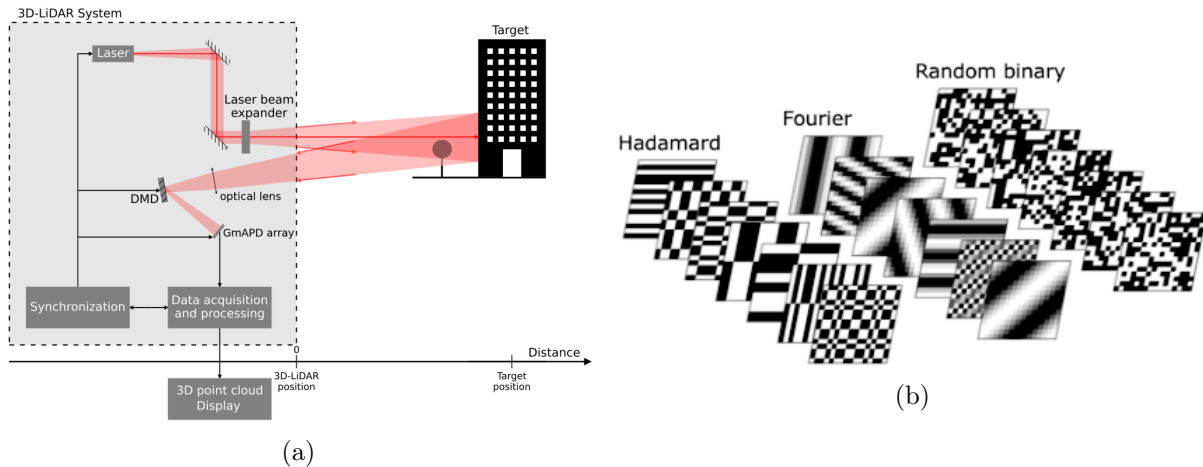 3D-LiDAR System
Laser
Target
Laser beam
expander
DMD
optical lens
GmAPD array
Synchronization
Data acquisition
and processing
0
Distance
3D-LiDAR
position
Target
position
3D point cloud
Display
(a)
Random binary
Fourier
Hadamard
(b)